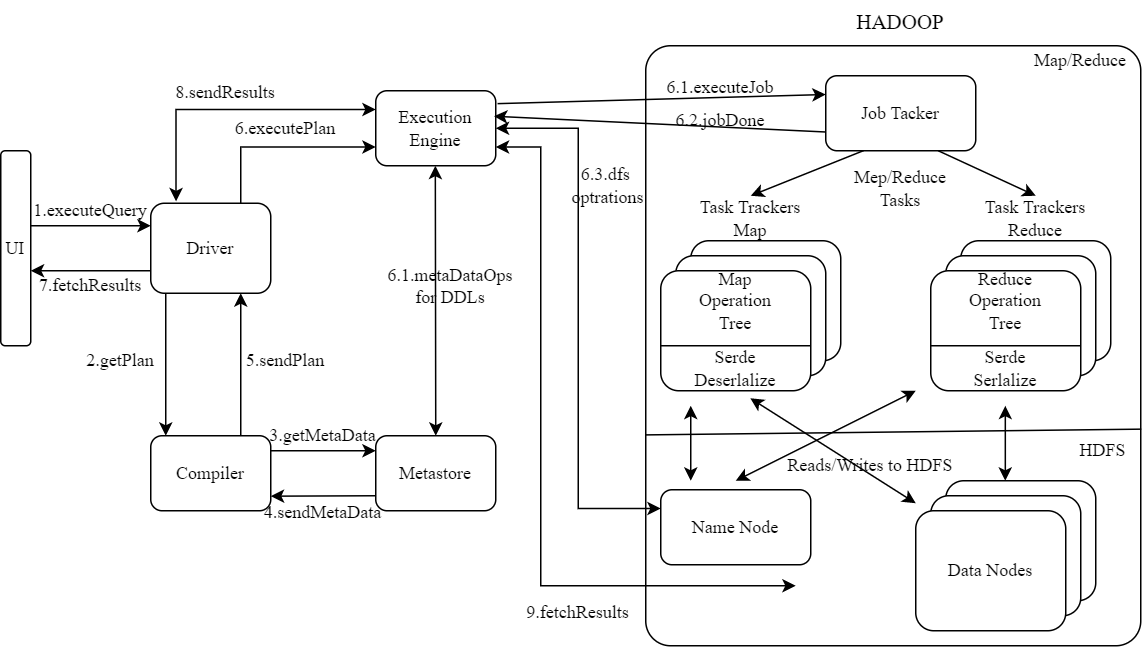 HADOOP
Map/Reduce
8.sendResults
6.1.executeJob
Execution
Engine
Job Tacker
6.2.jobDone
6.executePlan
6.3.dfs
optrations
Mep/Reduce
Tasks
1.executeQuery
Task Trackers
Map
Task Trackers
Reduce
UI
Driver
7.fetchResults
6.1.metaDataOps
for DDLs
Map
Operation
Tree
Reduce
Operation
Tree
2.getPlan
5.sendPlan
Serde
Deserlalize
Serde
Serlalize
3.getMetaData
HDFS
Compiler
Metastore
Reads/Writes to HDFS
4.sendMetaData
Name Node
Data Nodes
9.fetchResults